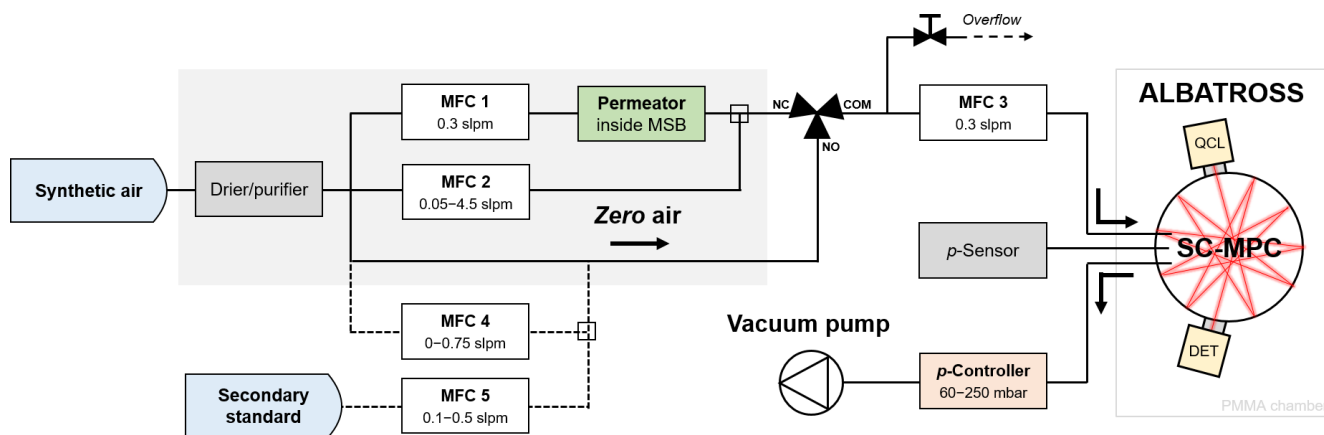 Overflow
ALBATROSS
MFC 1
0.3 slpm
Permeator
inside MSB
NC
COM
MFC 3
0.3 slpm
QCL
NO
Synthetic air
Drier/purifier
MFC 2
0.05−4.5 slpm
Zero air
p-Sensor
SC-MPC
MFC 4
0−0.75 slpm
Vacuum pump
DET
Secondary
standard
MFC 5
0.1−0.5 slpm
p-Controller
60−250 mbar
PMMA chamber